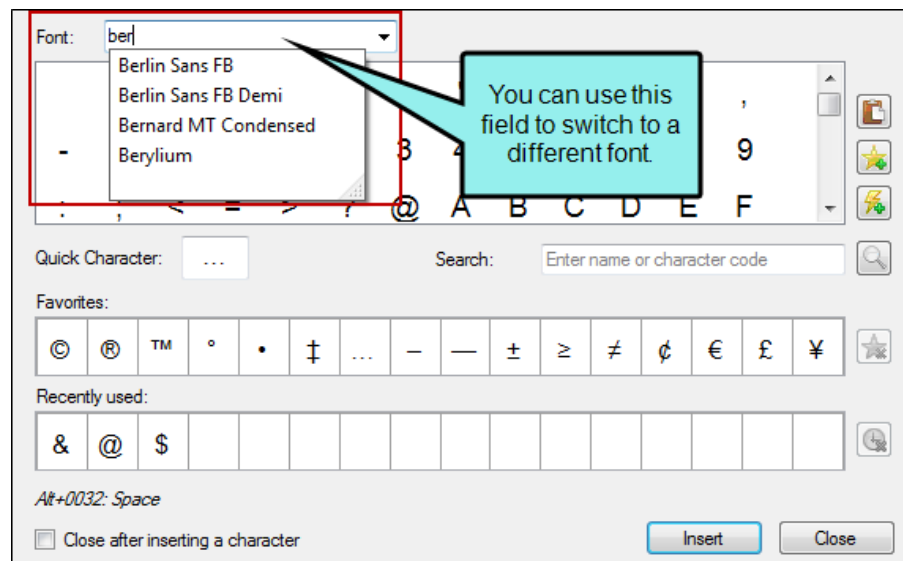 Font: ber
Berlin Sans FB
Berlin Sans FB Demi
Bernard MT Condensed
Berylium
You can use this
field to switch to a
different font.
,
- 3 4 9
: ; < = > ? @ A B C D E F
Quick Character: ... Search: Enter name or character code
Favorites:
© ® ™ ° • ‡ … – — ± ≥ ≠ ¢ € £ ¥
Recently used:
& @ $
Alt+0032: Space
Close after inserting a character Insert Close